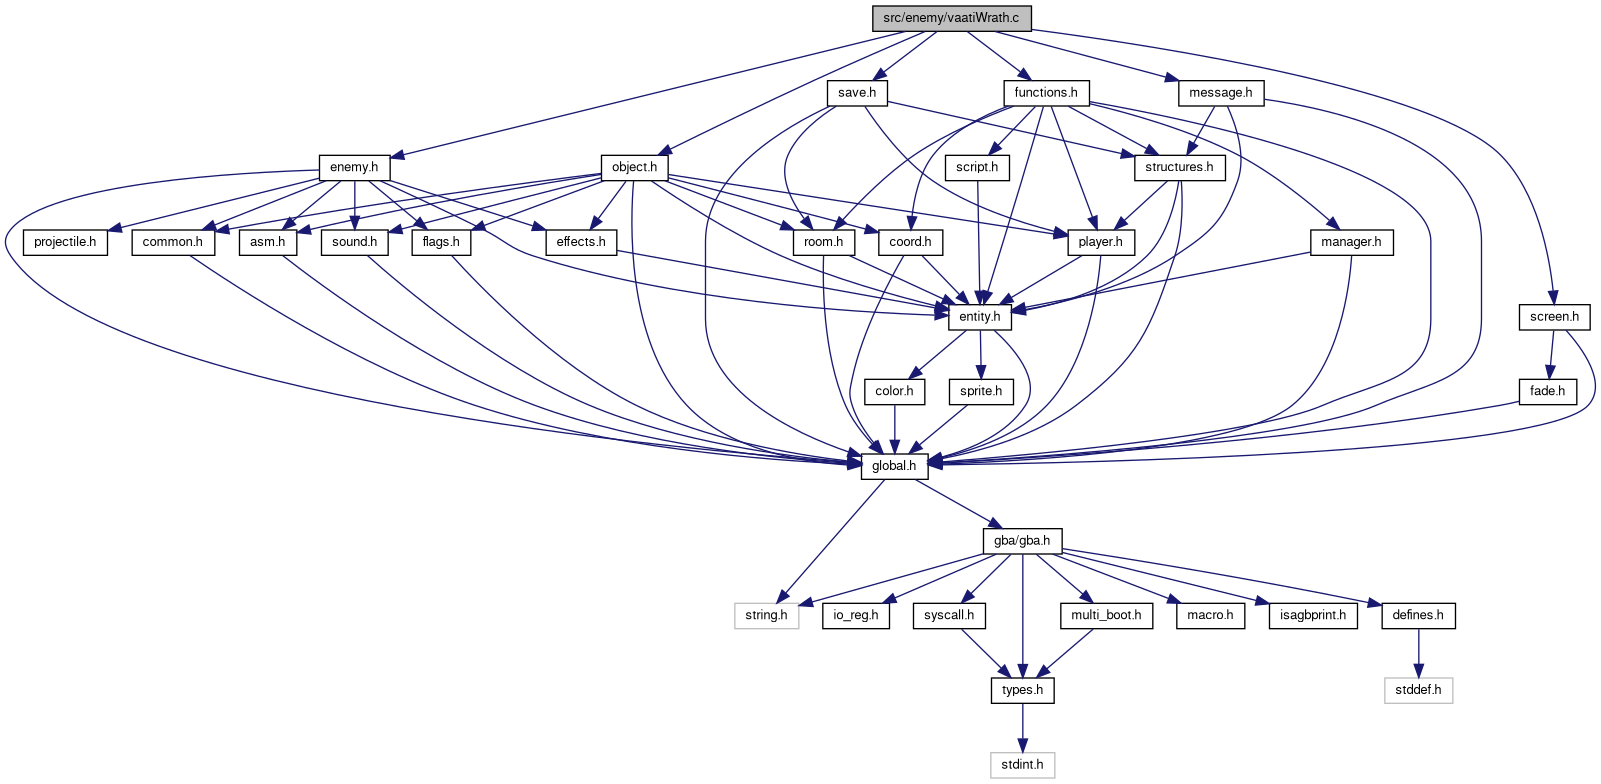 src/enemy/vaatiWrath.c
save.h
functions.h
message.h
enemy.h
object.h
script.h
structures.h
projectile.h
common.h
asm.h
sound.h
flags.h
effects.h
room.h
coord.h
player.h
manager.h
entity.h
screen.h
color.h
sprite.h
fade.h
global.h
gba/gba.h
string.h
io_reg.h
syscall.h
multi_boot.h
macro.h
isagbprint.h
defines.h
types.h
stddef.h
stdint.h